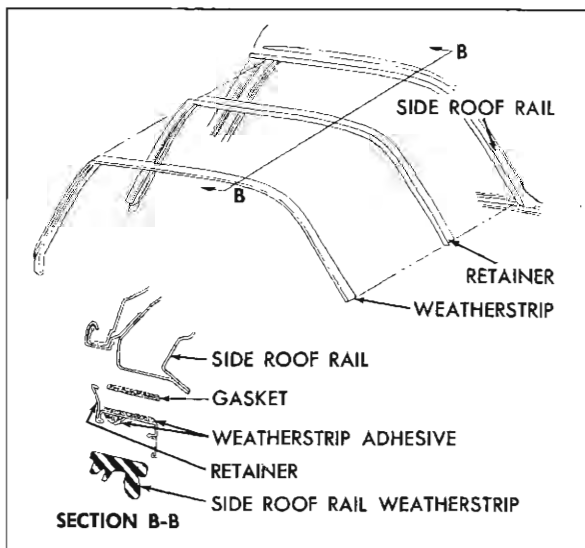 B
SIDE ROOF RAIL
B
RETAINER
WEATHERSTRIP
SIDE ROOF RAIL
GASKET
WEATHERSTRIP ADHESIVE
RETAINER
SIDE ROOF RAIL WEATHERSTRIP
SECTION B-B